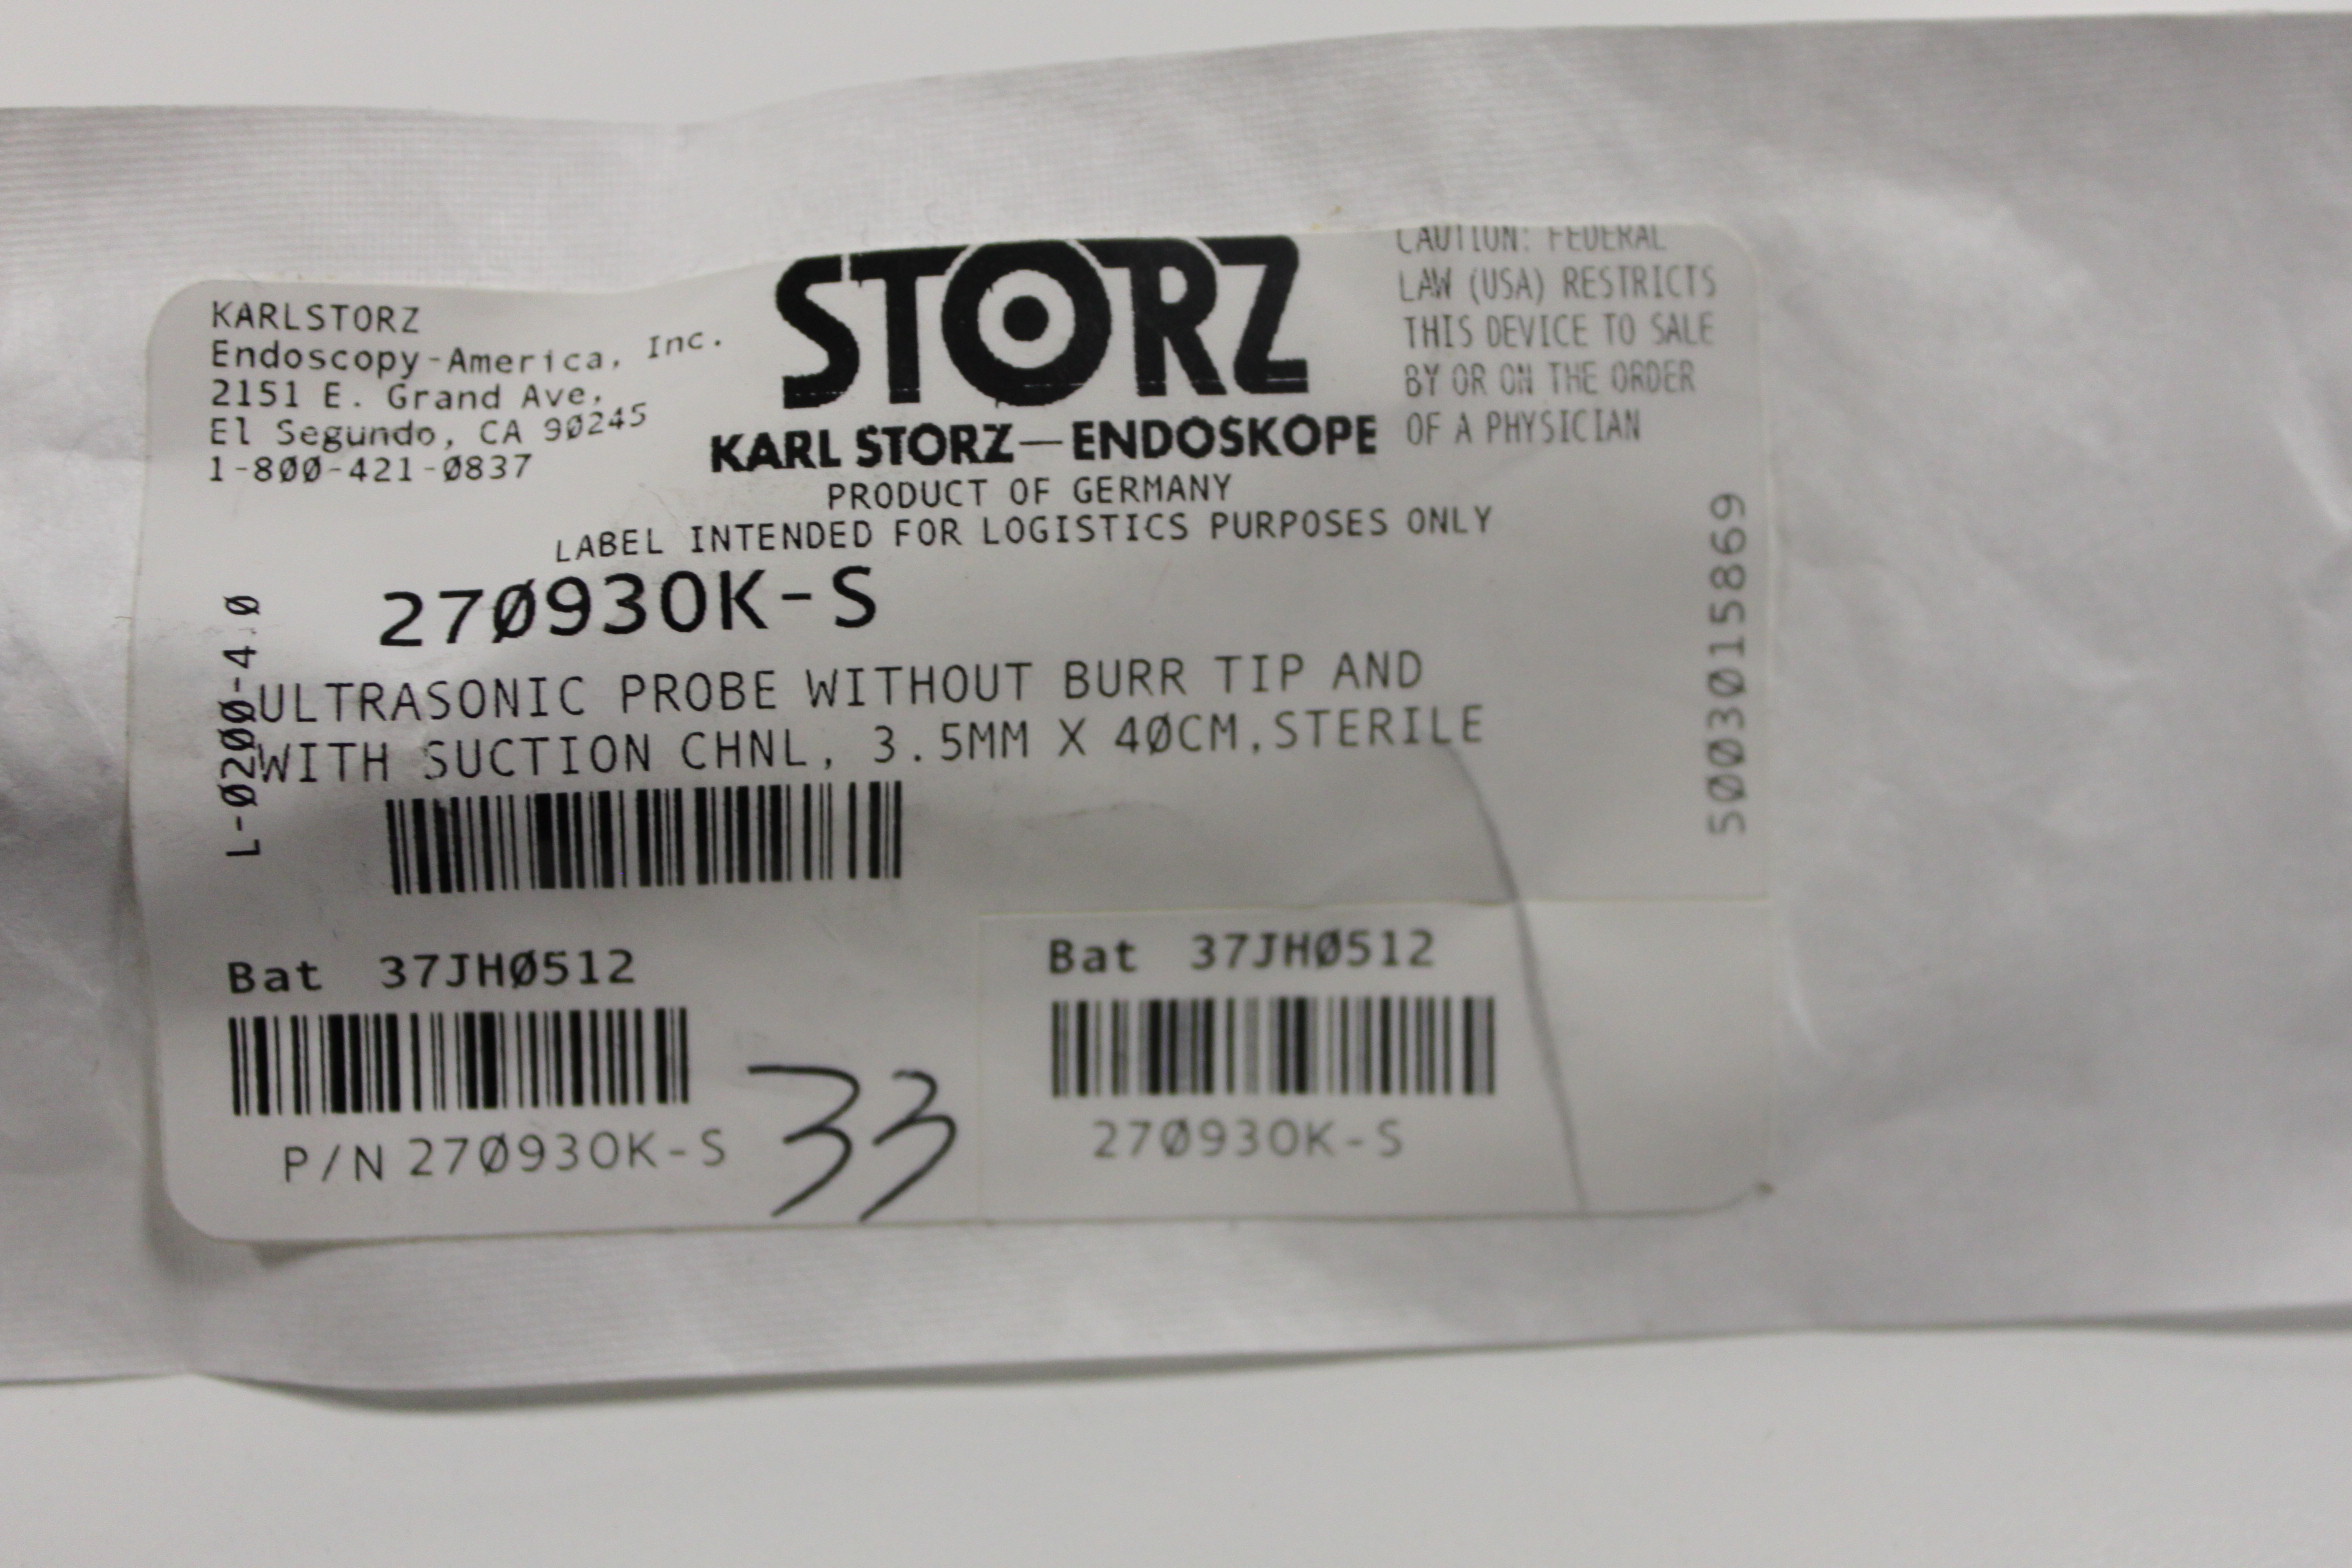 KARLSTORZ
Endoscopy-America, Inc.
2151 E. Grand Ave,
El Segundo, CA 90245
1-800-421-0837
STORZ
KARL STORZ—ENDOSKOPE
CAUTION: FEDERAL
LAW (USA) RESTRICTS
THIS DEVICE TO SALE
BY OR ON THE ORDER
OF A PHYSICIAN
PRODUCT OF GERMANY
LABEL INTENDED FOR LOGISTICS PURPOSES ONLY
27093OK-S
L-0200-4.0
ULTRASONIC PROBE WITHOUT BURR TIP AND
WITH SUCTION CHNL, 3.5MM X 40CM,STERILE
5003015869
Bat 37JH0512
P/N 27093OK-S
33
Bat 37JH0512
27093OK-S